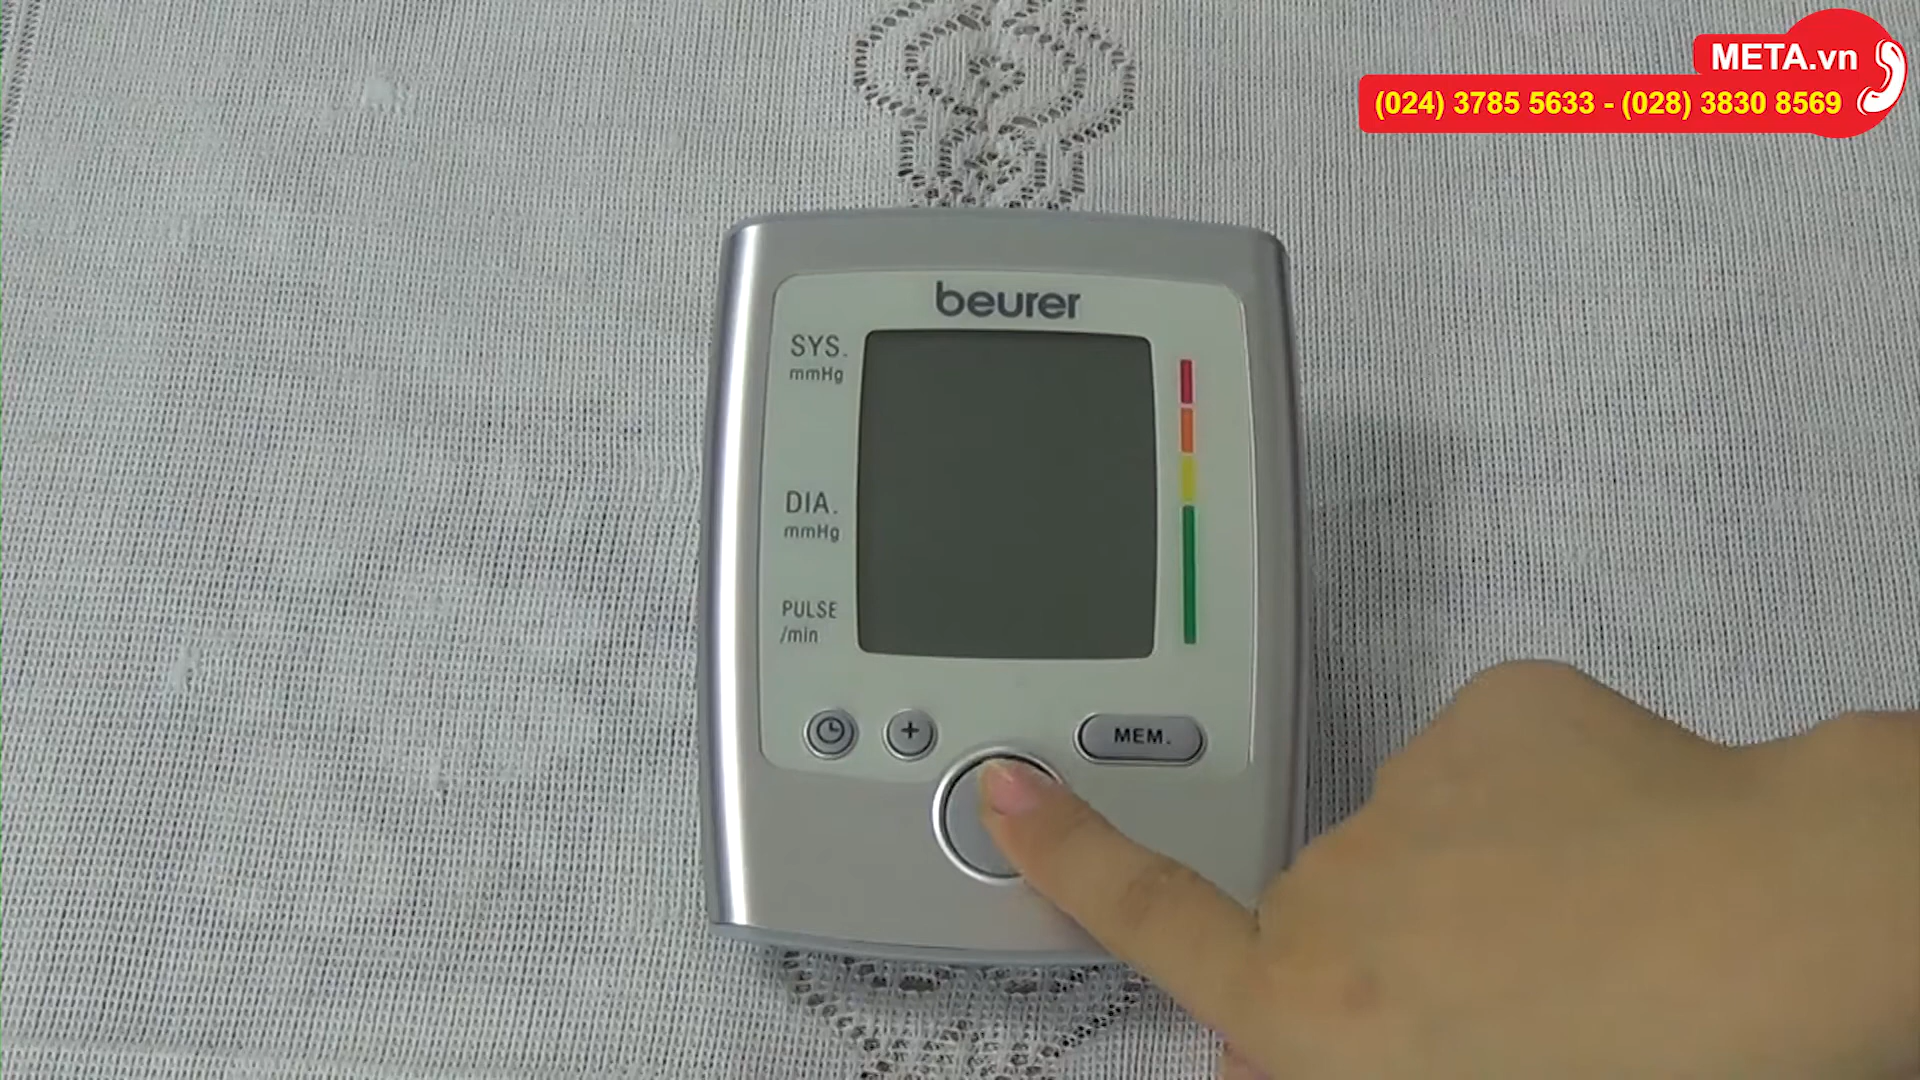 META.vn
(024) 3785 5633 - (028) 3830 8569
beurer
SYS.
mmHg
DIA.
mmHg
PULSE
/min
+
MEM.